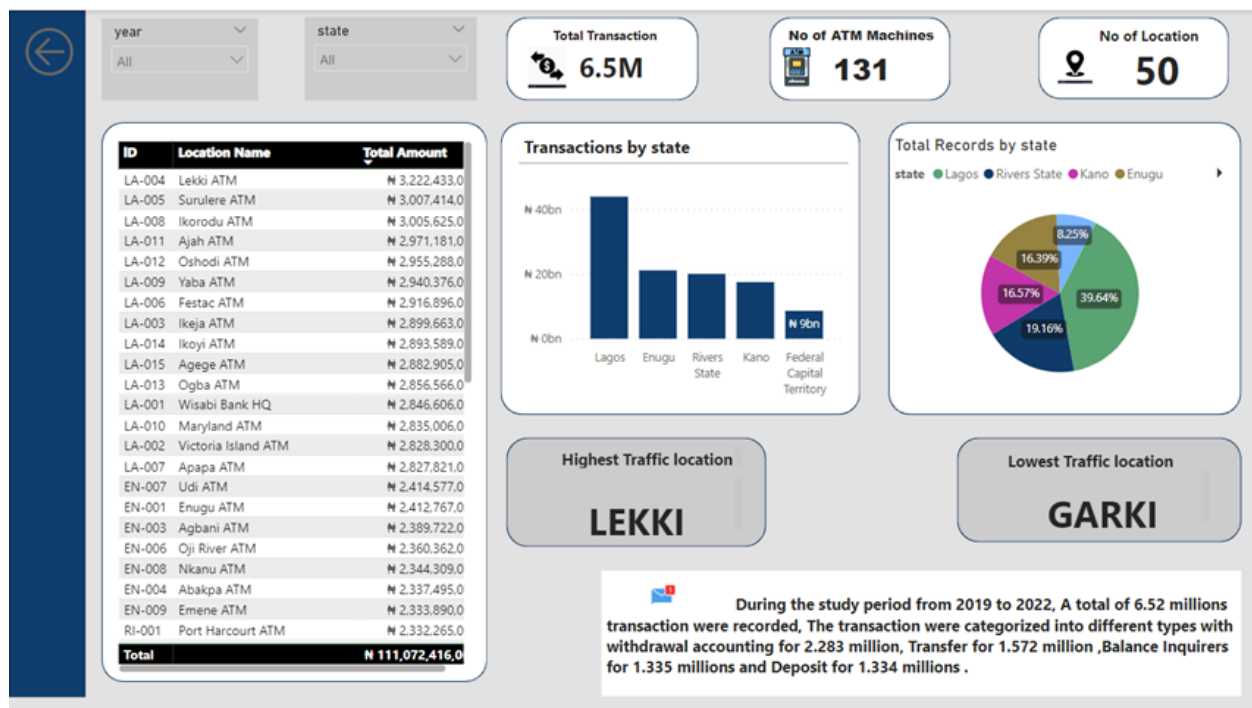 year
All
state
All
Total Transaction
6.5M
No of ATM Machines
ATM
131
No of Location
50
ID Location Name Total Amount
LA-004 Lekki ATM ₦ 3,222,433,0
LA-005 Surulere ATM ₦ 3,007,414,0
LA-008 Ikorodu ATM ₦ 3,005,625,0
LA-011 Ajah ATM ₦ 2,971,181,0
LA-012 Oshodi ATM ₦ 2,955,288,0
LA-009 Yaba ATM ₦ 2,940,376,0
LA-006 Festac ATM ₦ 2,916,896,0
LA-003 Ikeja ATM ₦ 2,899,663,0
LA-014 Ikoyi ATM ₦ 2,893,589,0
LA-015 Agege ATM ₦ 2,882,905,0
LA-013 Ogba ATM ₦ 2,856,566,0
LA-001 Wisabi Bank HQ ₦ 2,846,606,0
LA-010 Maryland ATM ₦ 2,835,006,0
LA-002 Victoria Island ATM ₦ 2,828,300,0
LA-007 Apapa ATM ₦ 2,827,821,0
EN-007 Udi ATM ₦ 2,414,577,0
EN-001 Enugu ATM ₦ 2,412,767,0
EN-003 Agbani ATM ₦ 2,389,722,0
EN-006 Oji River ATM ₦ 2,360,362,0
EN-008 Nkanu ATM ₦ 2,344,309,0
EN-004 Abakpa ATM ₦ 2,337,495,0
EN-009 Emene ATM ₦ 2,333,890,0
RI-001 Port Harcourt ATM ₦ 2,332,265,0
Total ₦ 111,072,416,0
Transactions by state
₦ 40bn
₦ 20bn
₦ 0bn
₦ 9bn
Lagos Enugu Rivers Kano Federal
State Capital
Territory
Total Records by state
state Lagos Rivers State Kano Enugu
8.25%
16.39%
16.57%
39.64%
19.16%
Highest Traffic location
LEKKI
Lowest Traffic location
GARKI
During the study period from 2019 to 2022, A total of 6.52 millions
transaction were recorded, The transaction were categorized into different types with
withdrawal accounting for 2.283 million, Transfer for 1.572 million ,Balance Inquirers
for 1.335 millions and Deposit for 1.334 millions .